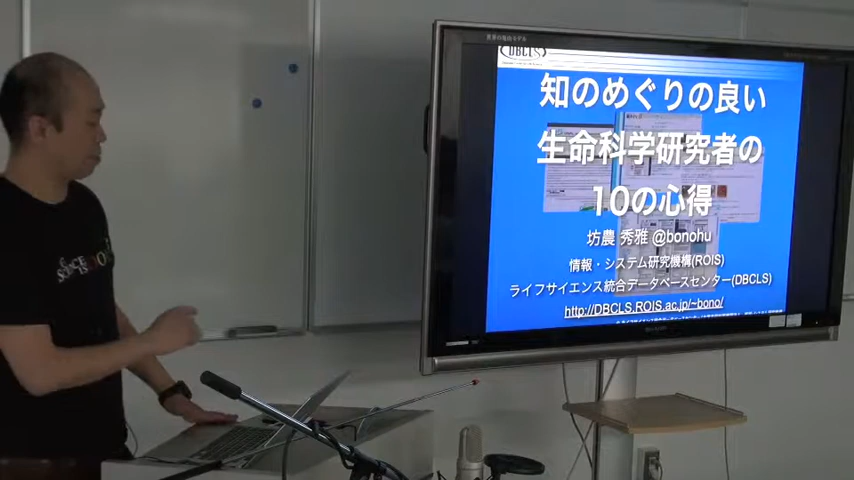 DBCLS
知のめぐりの良い
生命科学研究者の
10の心得
坊農 秀雅 @bonohu
情報・システム研究機構(ROIS)
ライフサイエンス統合データベースセンター(DBCLS)
http://DBCLS.ROIS.ac.jp/~bono/
SCIENCE IS